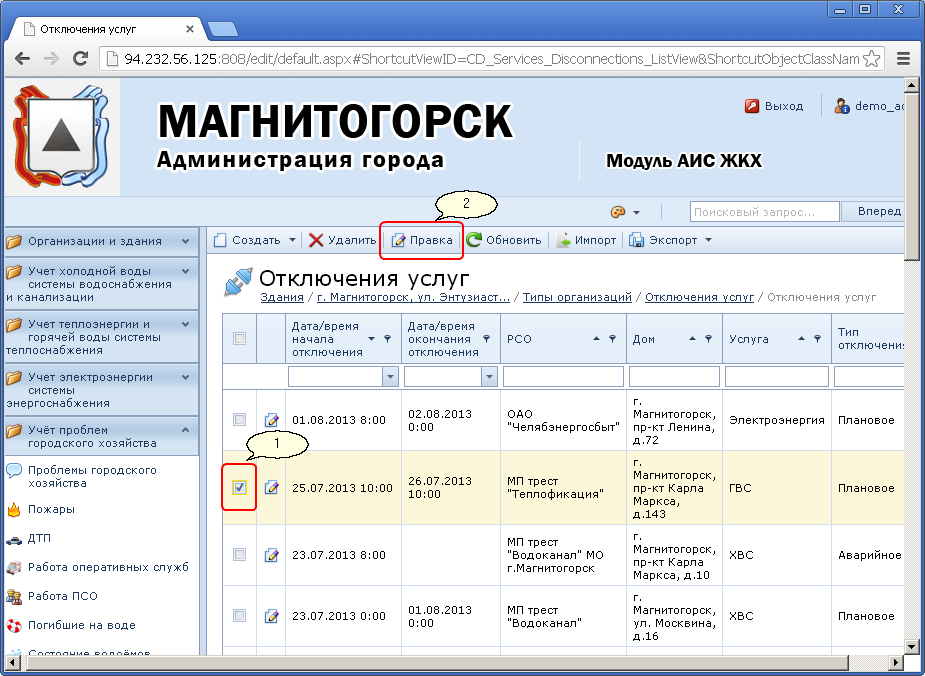 Отключения услуг
94.232.56.125:808/edit/default.aspx#ShortcutViewID=CD_Services_Disconnections_ListView&ShortcutObjectClassNam
МАГНИТОГОРСК
Администрация города
Модуль АИС ЖКХ
Выход
demo_ad
2
Поисковый запрос...
Вперед
Организации и здания
Учет холодной воды
системы водоснабжения
и канализации
Учет теплоэнергии и
горячей воды системы
теплоснабжения
Учет электроэнергии
системы
энергоснабжения
Учёт проблем
городского хозяйства
Проблемы городского
хозяйства
Пожары
ДТП
Работа оперативных служб
Работа ПСО
Погибшие на воде
Состояние водоёмов
Создать
Удалить
Правка
Обновить
Импорт
Экспорт
Отключения услуг
Здания / г. Магнитогорск, ул. Энтузиаст... / Типы организаций / Отключения услуг / Отключения услуг
Дата/время
начала
отключения
Дата/время
окончания
отключения
РСО
Дом
Услуга
Тип
отключения
01.08.2013 8:00
02.08.2013
0:00
ОАО
"Челябэнергосбыт"
г.
Магнитогорск,
пр-кт Ленина,
д.72
Электроэнергия
Плановое
1
25.07.2013 10:00
26.07.2013
10:00
МП трест
"Теплофикация"
г.
Магнитогорск,
пр-кт Карла
Маркса,
д.143
ГВС
Плановое
23.07.2013 8:00
МП трест
"Водоканал" МО
г.Магнитогорск
г.
Магнитогорск,
пр-кт Карла
Маркса, д.10
ХВС
Аварийное
23.07.2013 0:00
01.08.2013
0:00
МП трест
"Водоканал"
г.
Магнитогорск,
ул. Москвина,
д.16
ХВС
Плановое